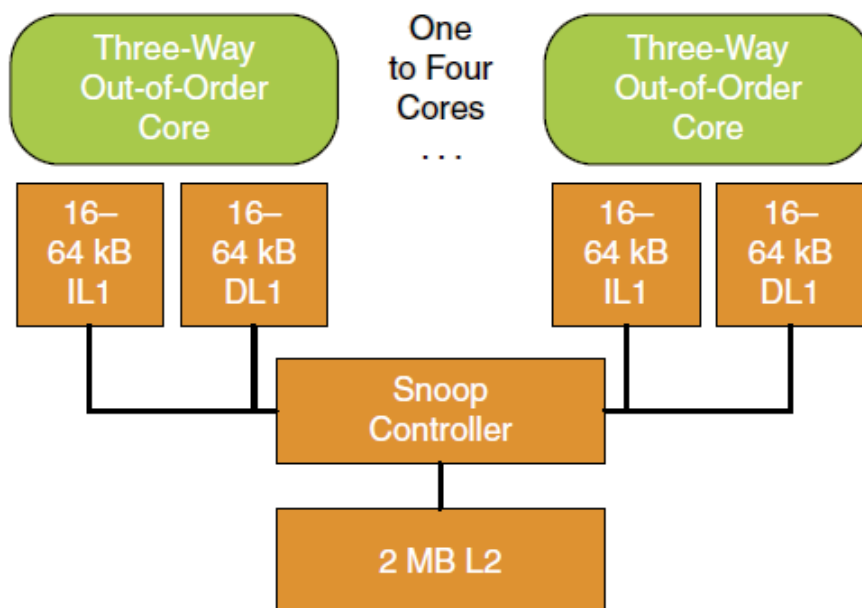 Three-Way
Out-of-Order
Core
One
to Four
Cores
. . .
Three-Way
Out-of-Order
Core
16–
64 kB
IL1
16–
64 kB
DL1
16–
64 kB
IL1
16–
64 kB
DL1
Snoop
Controller
2 MB L2